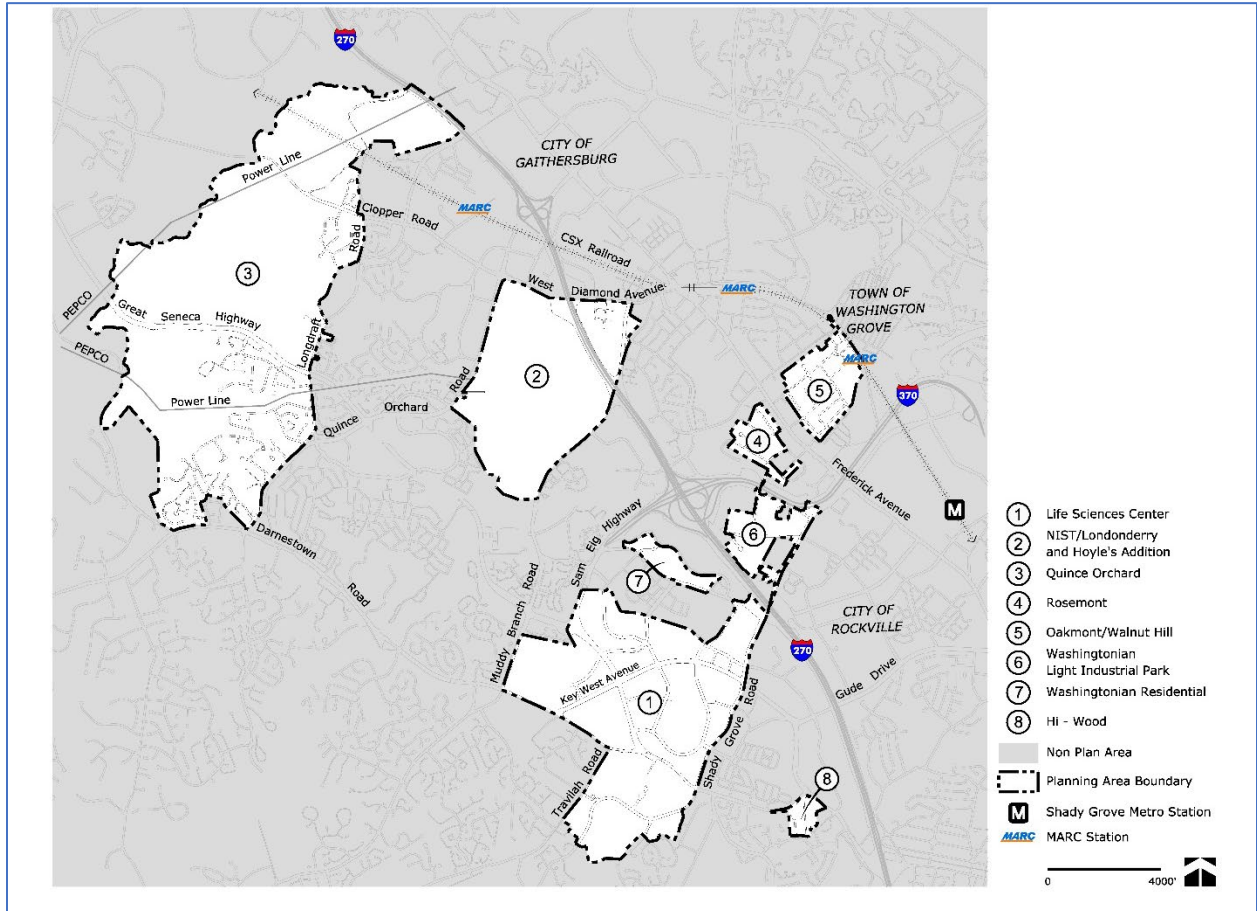 270
CITY OF
GAITHERSBURG
Power Line
Clopper Road
MARC
CSX Railroad
Road
3
West Diamond Avenue
MARC
TOWN OF
WASHINGTON
GROVE
PEPCO
Great Seneca Highway
Longdraft
PEPCO
MARC
2
Road
5
370
Power Line
Quince Orchard
4
Frederick Avenue
Darnestown Road
Sam Eig Highway
6
M
7
Muddy Branch Road
CITY OF
ROCKVILLE
270
Gude Drive
Key West Avenue
1
Shady Grove Road
Travilah Road
8
1 Life Sciences Center
2 NIST/Londonderry
and Hoyle's Addition
3 Quince Orchard
4 Rosemont
5 Oakmont/Walnut Hill
6 Washingtonian
Light Industrial Park
7 Washingtonian Residential
8 Hi - Wood
Non Plan Area
Planning Area Boundary
M Shady Grove Metro Station
MARC MARC Station
0 4000'